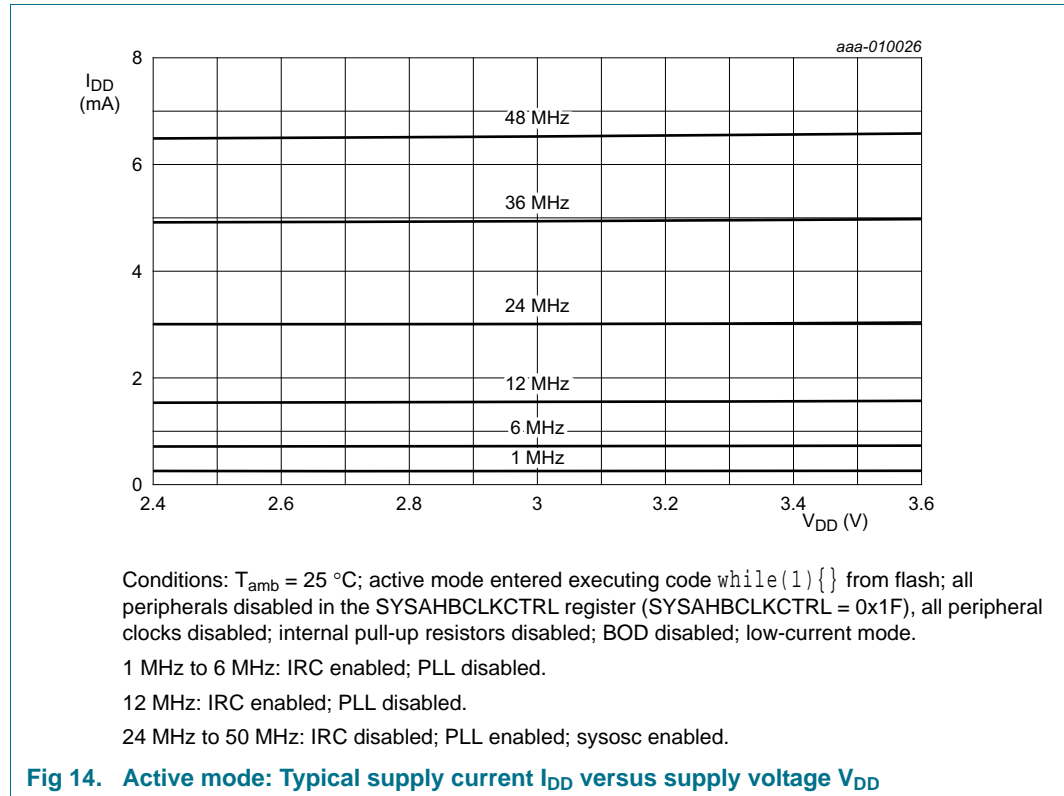 aaa-010026
8
I_DD
(mA)
48 MHz
6
36 MHz
4
24 MHz
2
12 MHz
6 MHz
1 MHz
0
2.4 2.6 2.8 3 3.2 3.4 3.6
V_DD (V)
Conditions: T_amb = 25 °C; active mode entered executing code while(1){} from flash; all
peripherals disabled in the SYSAHBCLKCTRL register (SYSAHBCLKCTRL = 0x1F), all peripheral
clocks disabled; internal pull-up resistors disabled; BOD disabled; low-current mode.
1 MHz to 6 MHz: IRC enabled; PLL disabled.
12 MHz: IRC enabled; PLL disabled.
24 MHz to 50 MHz: IRC disabled; PLL enabled; sysosc enabled.
Fig 14. Active mode: Typical supply current I_DD versus supply voltage V_DD